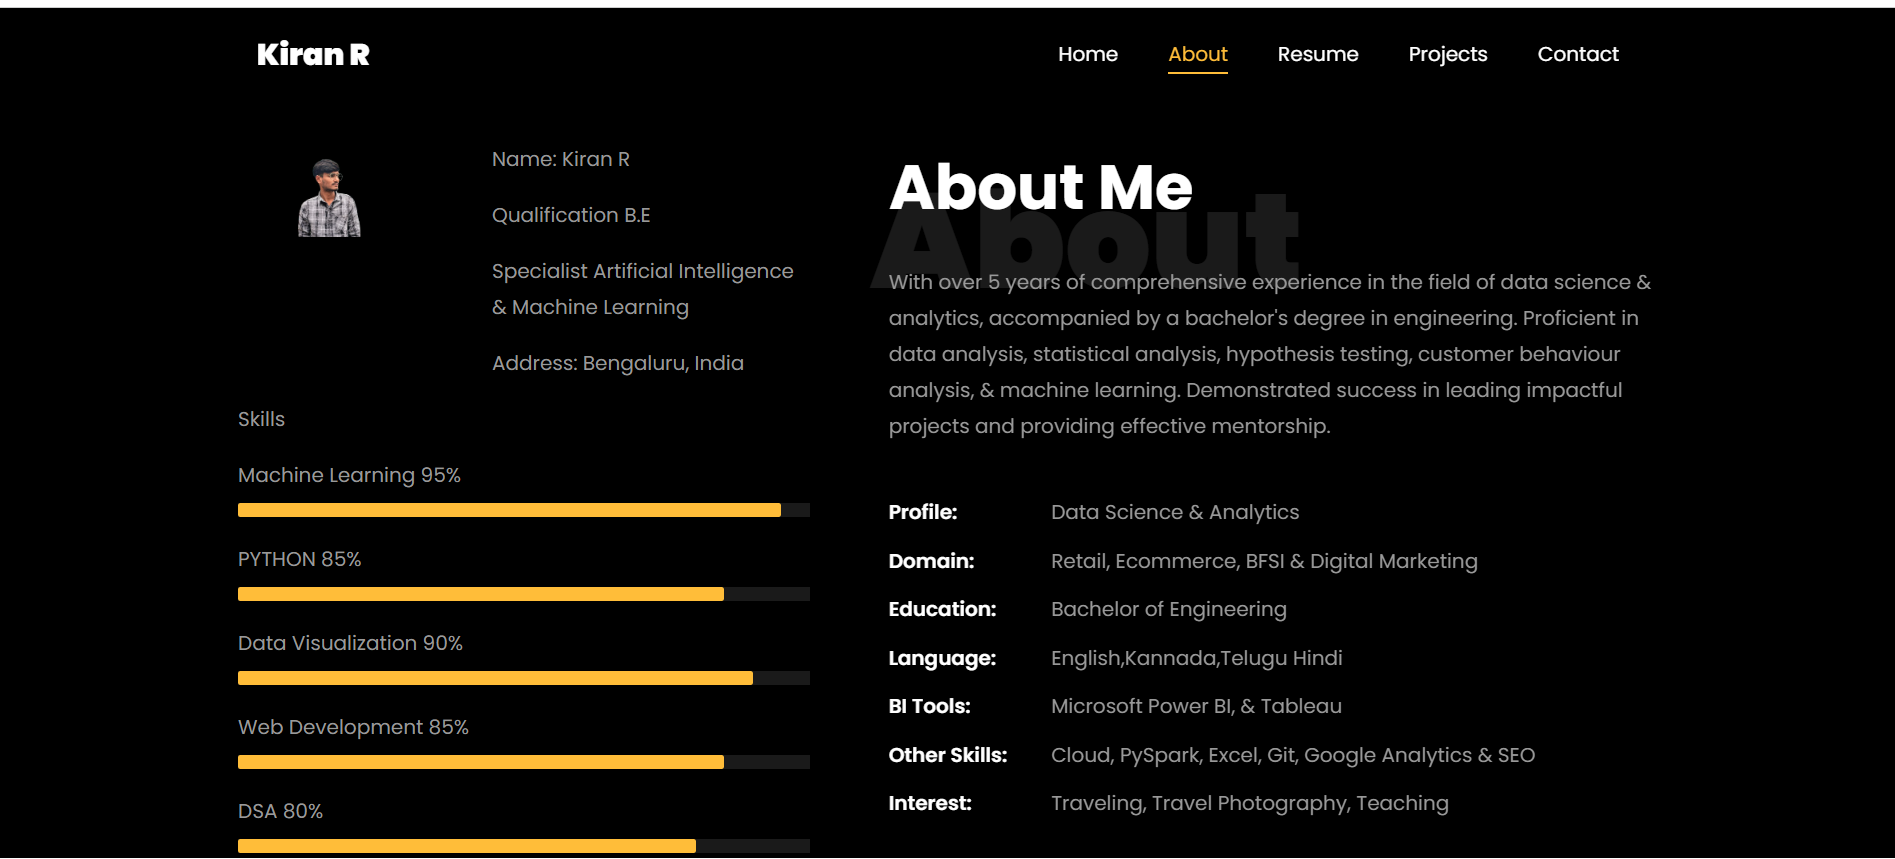 Kiran R
Home About Resume Projects Contact
Name: Kiran R
Qualification B.E
Specialist Artificial Intelligence
& Machine Learning
Address: Bengaluru, India
Skills
Machine Learning 95%
PYTHON 85%
Data Visualization 90%
Web Development 85%
DSA 80%
About Me
About
With over 5 years of comprehensive experience in the field of data science &
analytics, accompanied by a bachelor's degree in engineering. Proficient in
data analysis, statistical analysis, hypothesis testing, customer behaviour
analysis, & machine learning. Demonstrated success in leading impactful
projects and providing effective mentorship.
Profile: Data Science & Analytics
Domain: Retail, Ecommerce, BFSI & Digital Marketing
Education: Bachelor of Engineering
Language: English,Kannada,Telugu Hindi
BI Tools: Microsoft Power BI, & Tableau
Other Skills: Cloud, PySpark, Excel, Git, Google Analytics & SEO
Interest: Traveling, Travel Photography, Teaching